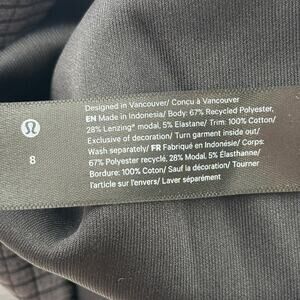 Designed in Vancouver/ Conçu à Vancouver
EN Made in Indonesia/ Body: 67% Recycled Polyester,
28% Lenzing® modal, 5% Elastane/ Trim: 100% Cotton/
Exclusive of decoration/ Turn garment inside out/
Wash separately/ FR Fabriqué en Indonésie/ Corps:
67% Polyester recyclé, 28% Modal, 5% Élasthanne/
Bordure: 100% Coton/ Sauf la décoration/ Tourner
l'article sur l'envers/ Laver séparément
8